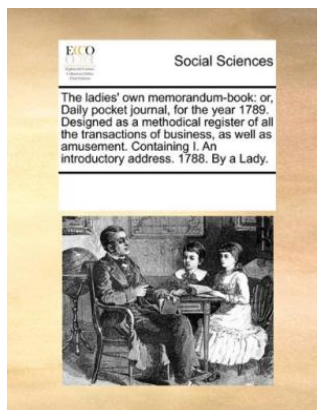 ECCO
Social Sciences
The ladies' own memorandum-book: or,
Daily pocket journal, for the year 1789.
Designed as a methodical register of all
the transactions of business, as well as
amusement. Containing I. An
introductory address. 1788. By a Lady.